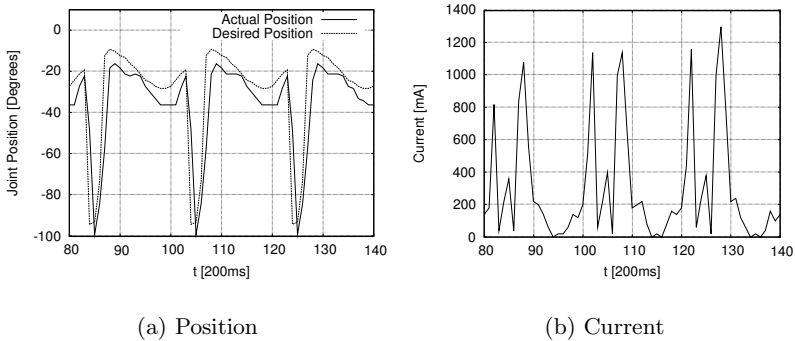 Actual Position
Desired Position
0
-20
-40
-60
-80
-100
80 90 100 110 120 130 140
Joint Position [Degrees]
t [200ms]
(a) Position
1400
1200
1000
800
600
400
200
0
80 90 100 110 120 130 140
Current [mA]
t [200ms]
(b) Current